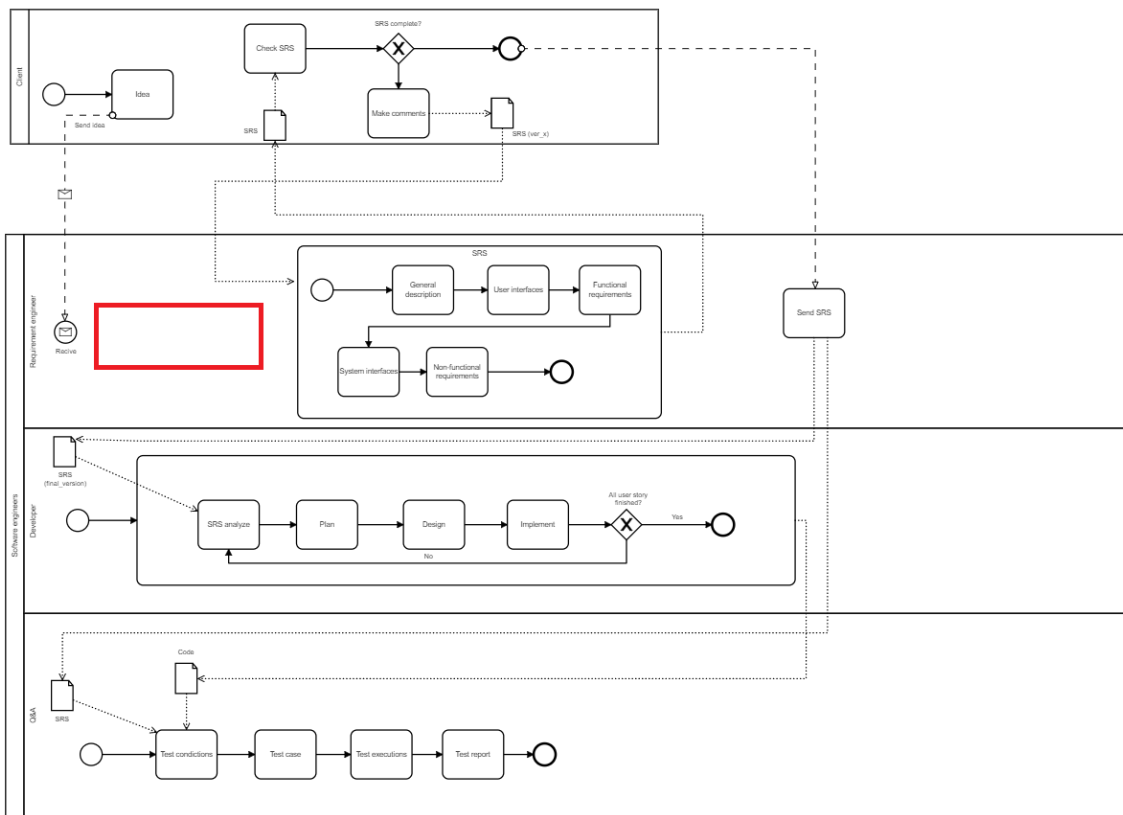 Client
SRS complete?
Check SRS
Idea
Send idea
Make comments
SRS
SRS (ver_x)
Software engineers
Requirement engineer
SRS
General
description
User interfaces
Functional
requirements
Send SRS
Recive
System interfaces
Non-functional
requirements
Developer
SRS
(final_version)
All user story
finished?
SRS analyze
Plan
Design
Implement
Yes
No
Q&A
Code
SRS
Test condictions
Test case
Test executions
Test report